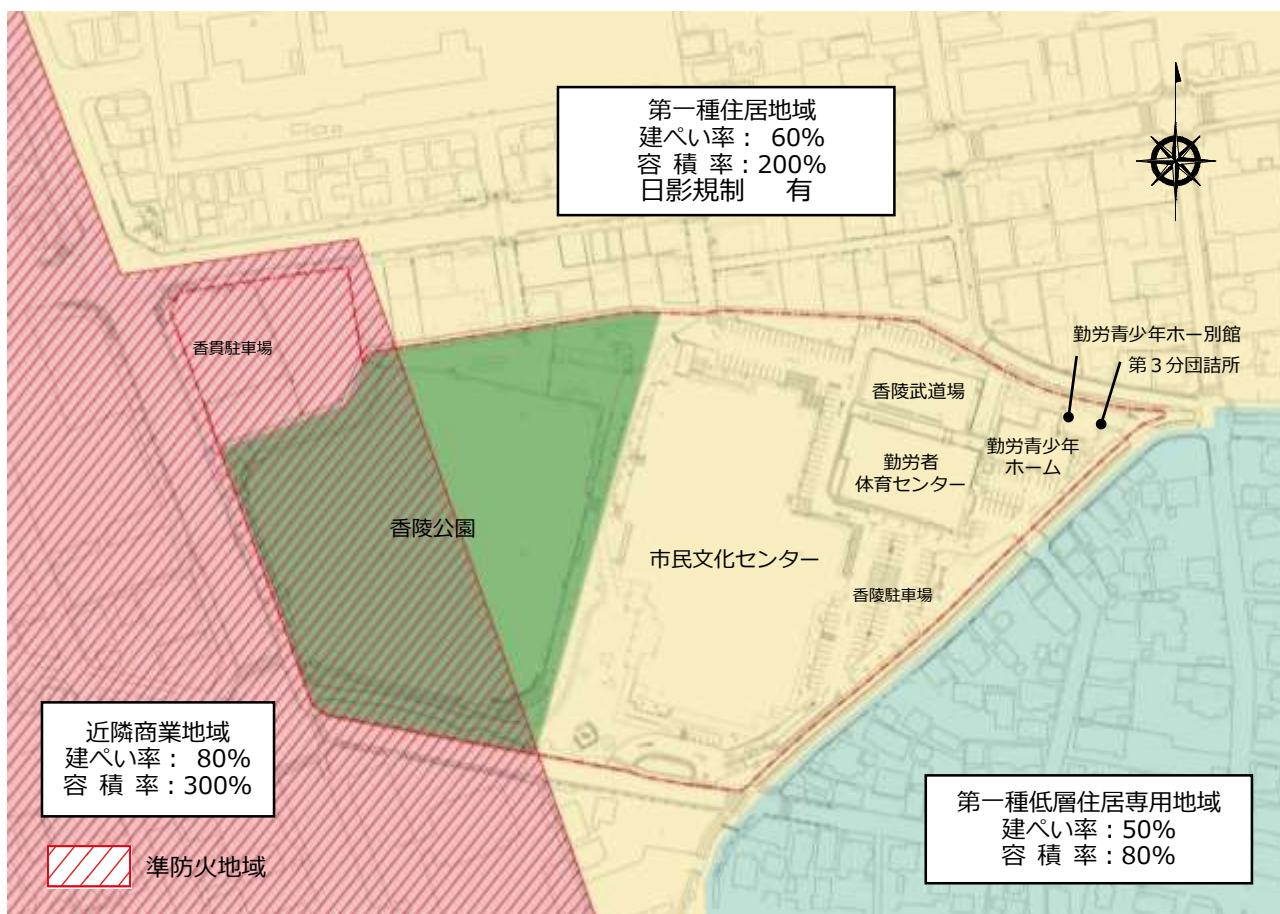 第一種住居地域
建ぺい率： 60%
容 積 率：200%
日影規制 有
勤労青少年ホー別館
第３分団詰所
香貫駐車場
香陵武道場
勤労青少年
ホーム
勤労者
体育センター
香陵公園
市民文化センター
香陵駐車場
近隣商業地域
建ぺい率： 80%
容 積 率：300%
第一種低層住居専用地域
建ぺい率：50%
容 積 率：80%
準防火地域